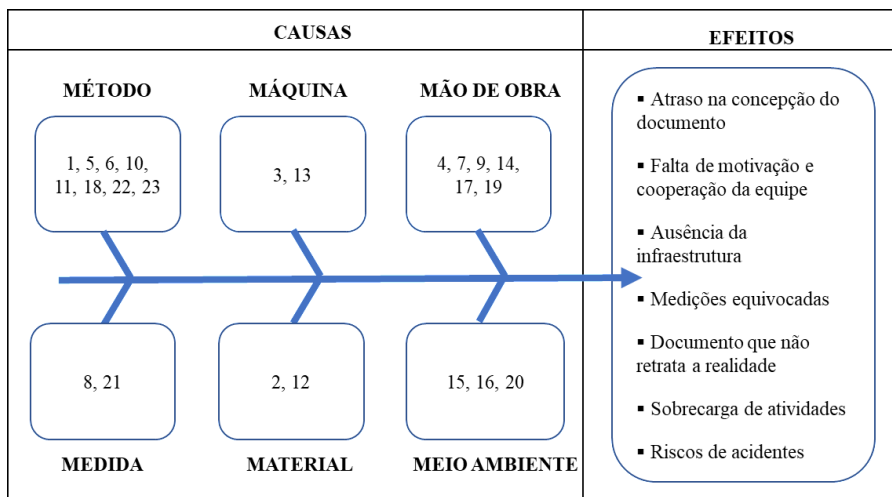 CAUSAS
EFEITOS
MÉTODO
MÁQUINA
MÃO DE OBRA
1, 5, 6, 10,
11, 18, 22, 23
3, 13
4, 7, 9, 14,
17, 19
8, 21
2, 12
15, 16, 20
MEDIDA
MATERIAL
MEIO AMBIENTE
▪ Atraso na concepção do
documento
▪ Falta de motivação e
cooperação da equipe
▪ Ausência da
infraestrutura
▪ Medições equivocadas
▪ Documento que não
retrata a realidade
▪ Sobrecarga de atividades
▪ Riscos de acidentes